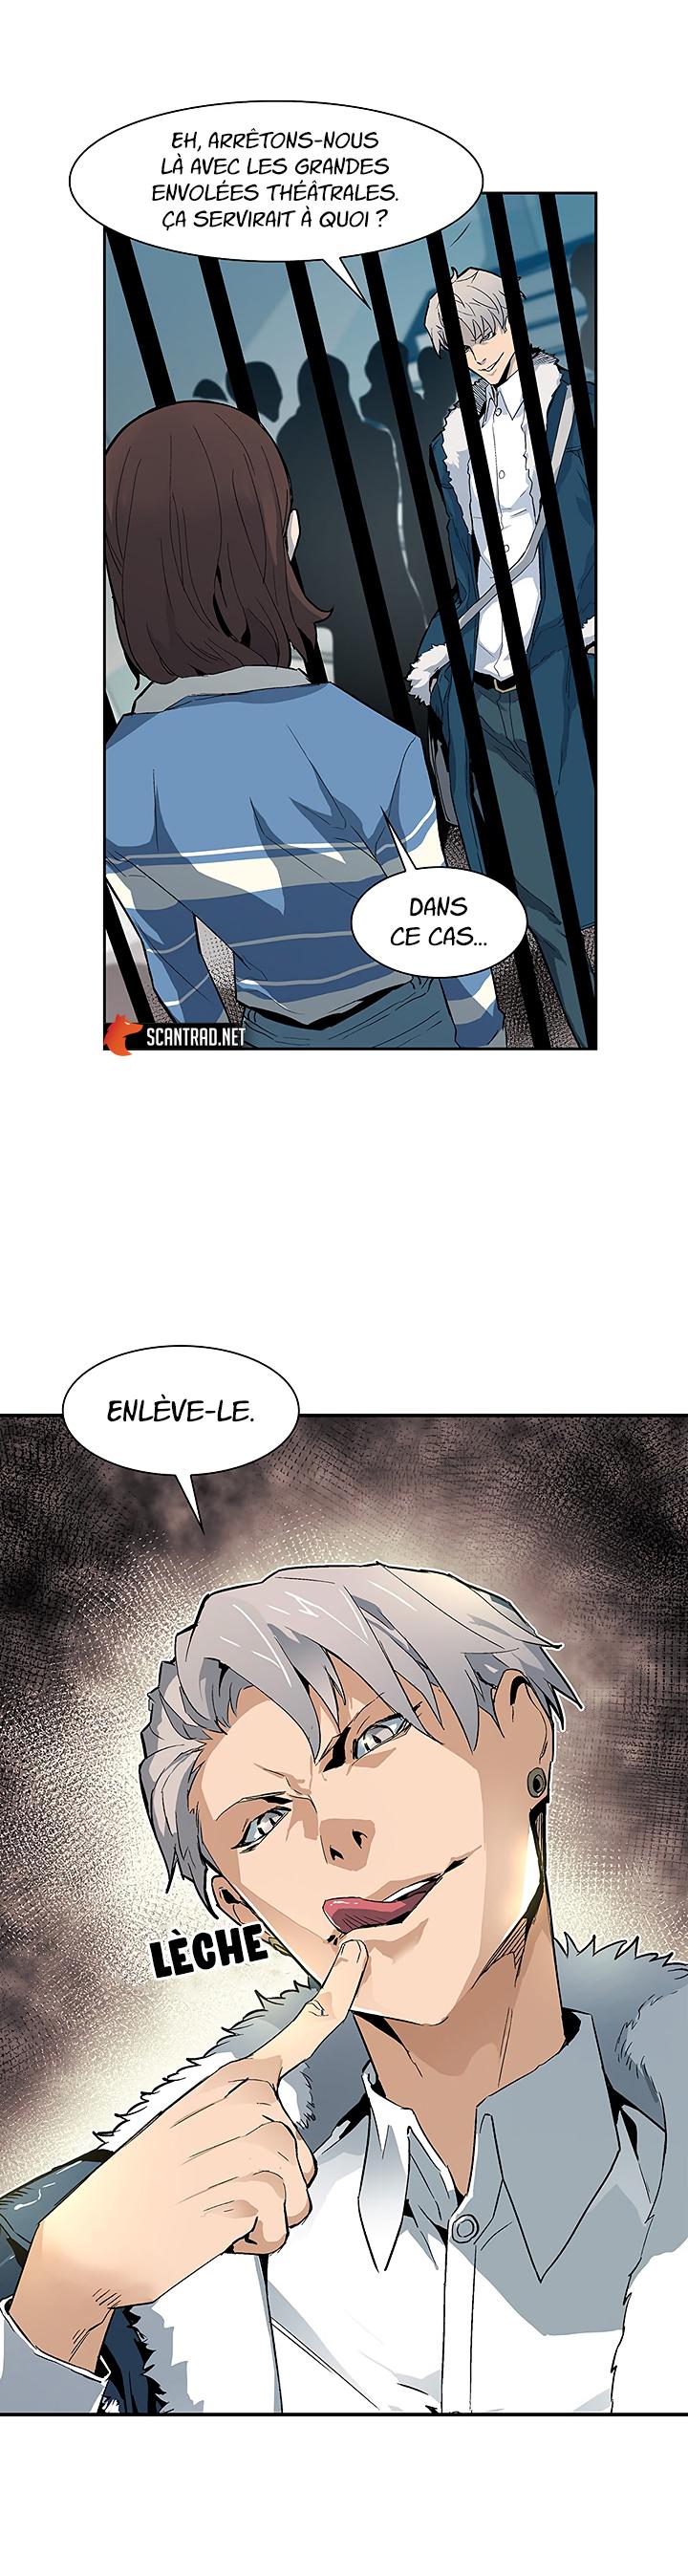 EH, ARRÊTONS-NOUS
LÀ AVEC LES GRANDES
ENVOLÉES THÉÂTRALES.
ÇA SERVIRAIT À QUOI ?
DANS
CE CAS...
SCANTRAD.NET
ENLÈVE-LE.
LÈCHE